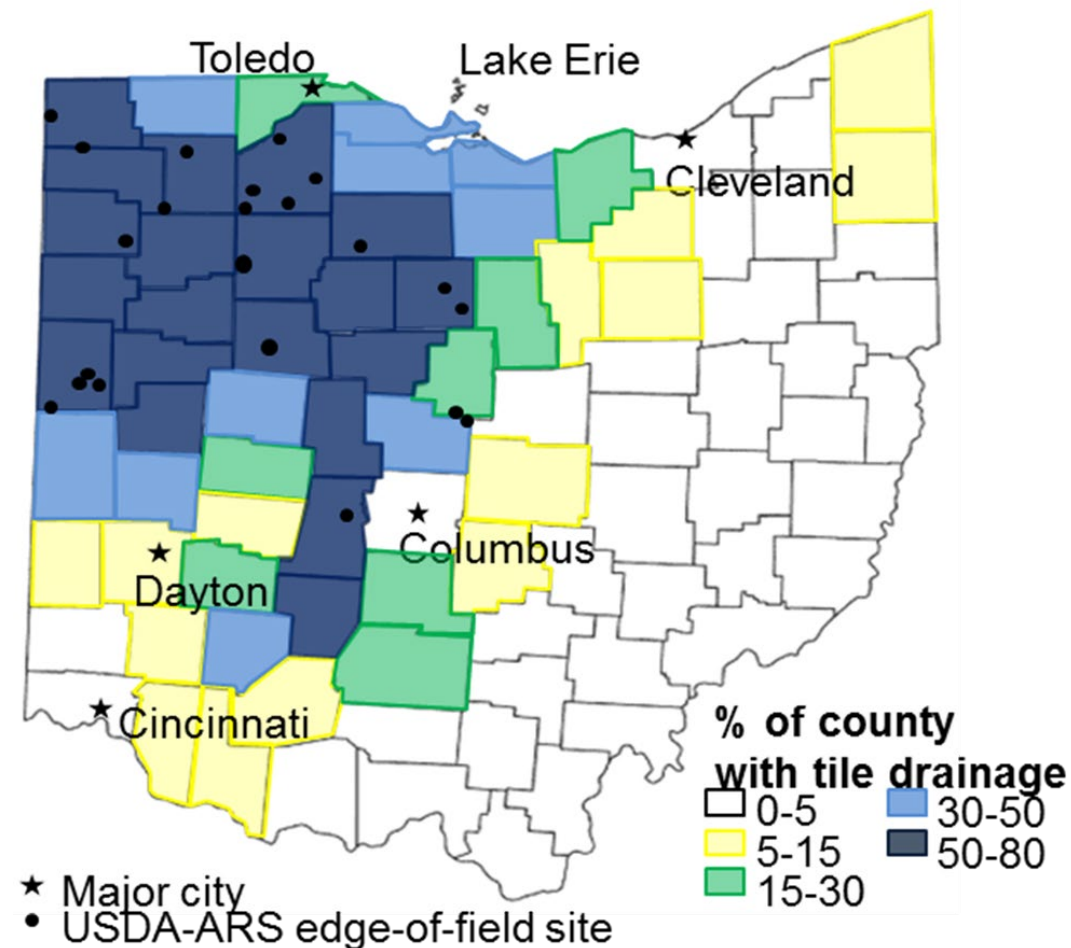 Toledo
Lake Erie
Cleveland
Columbus
Dayton
Cincinnati
% of county
with tile drainage
0-5
30-50
5-15
50-80
15-30
Major city
USDA-ARS edge-of-field site